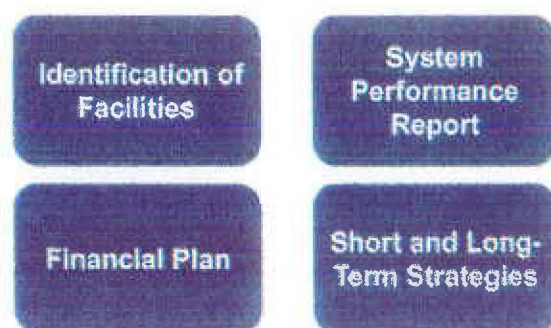 Identification of
Facilities
System
Performance
Report
Financial Plan
Short and Long-
Term Strategies